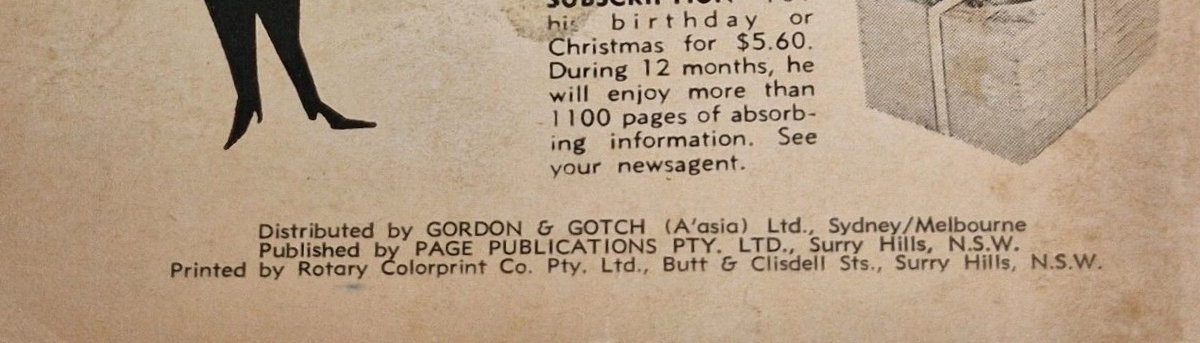 SUBSCRIPTION
his birthday or
Christmas for $5.60.
During 12 months, he
will enjoy more than
1100 pages of absorb-
ing information. See
your newsagent.
Distributed by GORDON & GOTCH (A'asia) Ltd., Sydney/Melbourne
Published by PAGE PUBLICATIONS PTY. LTD., Surry Hills, N.S.W.
Printed by Rotary Colorprint Co. Pty. Ltd., Butt & Clisdell Sts., Surry Hills, N.S.W.